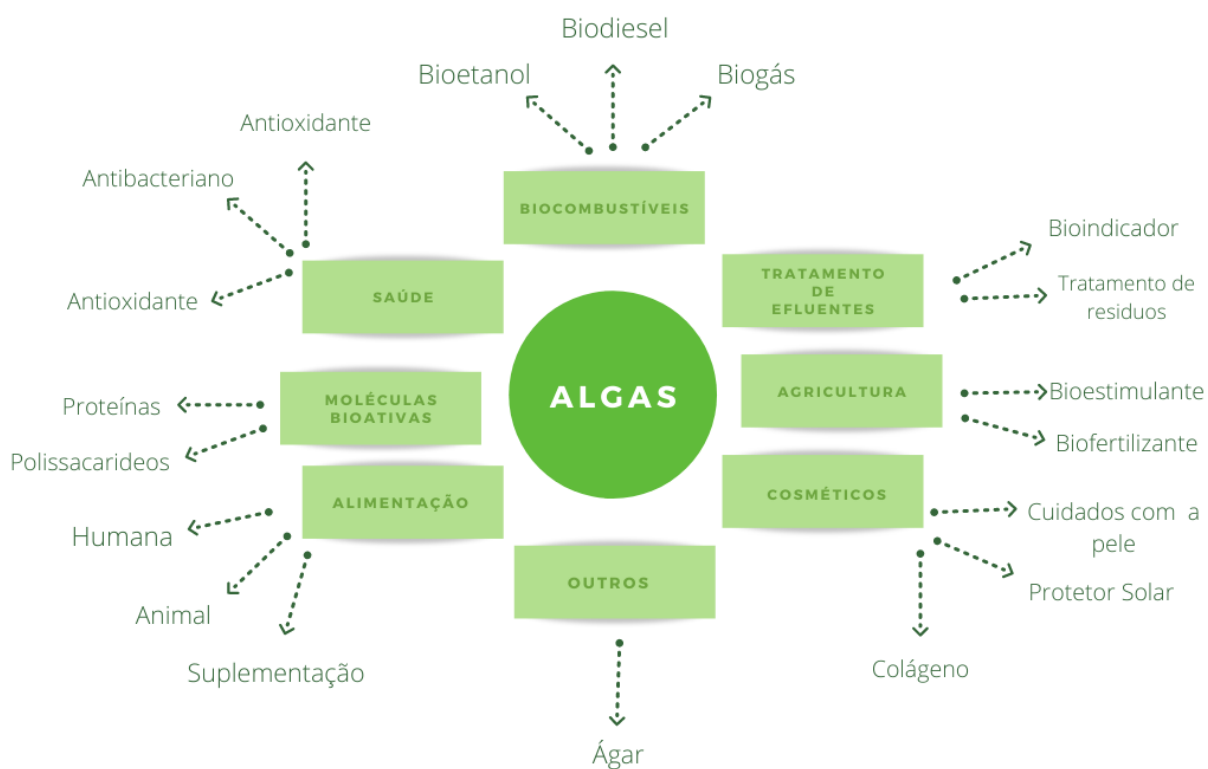 Biodiesel
Bioetanol
Biogás
Antioxidante
Antibacteriano
Antioxidante
BIOCOMBUSTÍVEIS
SAÚDE
TRATAMENTO
DE
EFLUENTES
Bioindicador
Tratamento de
residuos
ALGAS
Proteínas
Polissacarideos
MOLÉCULAS
BIOATIVAS
AGRICULTURA
Bioestimulante
Biofertilizante
ALIMENTAÇÃO
Humana
Animal
Suplementação
COSMÉTICOS
Cuidados com a
pele
Protetor Solar
Colágeno
OUTROS
Ágar